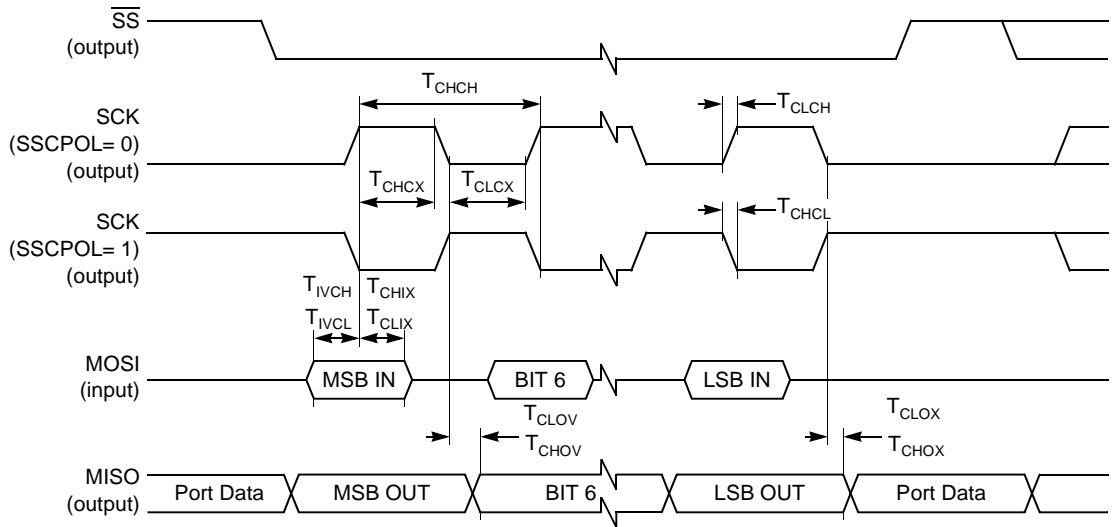 SS
(output)
T_CHCH
T_CLCH
SCK
(SSCPOL= 0)
(output)
T_CHCX
T_CLCX
T_CHCL
SCK
(SSCPOL= 1)
(output)
T_IVCH
T_CHIX
T_IVCL
T_CLIX
MOSI
(input)
MSB IN
BIT 6
LSB IN
T_CLOV
T_CHOV
T_CLOX
T_CHOX
MISO
(output)
Port Data
MSB OUT
BIT 6
LSB OUT
Port Data